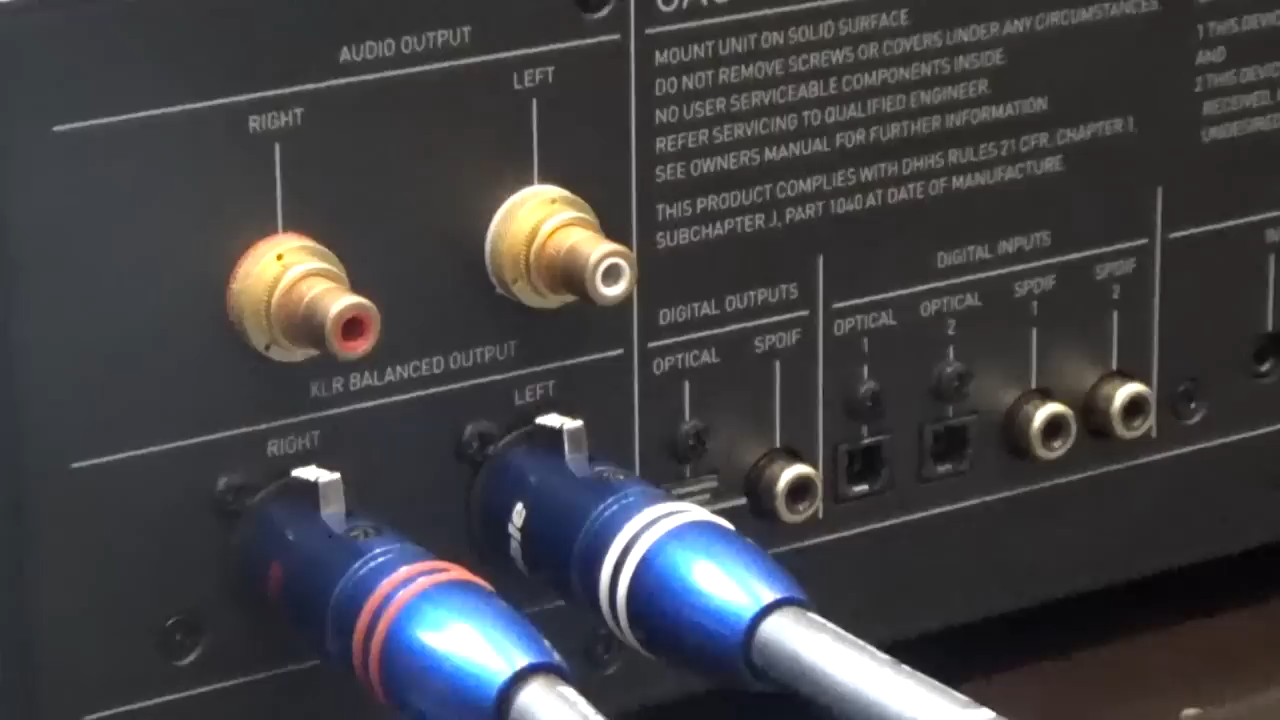 AUDIO OUTPUT
RIGHT
LEFT
XLR BALANCED OUTPUT
RIGHT
LEFT
MOUNT UNIT ON SOLID SURFACE
DO NOT REMOVE SCREWS OR COVERS UNDER ANY CIRCUMSTANCES.
NO USER SERVICEABLE COMPONENTS INSIDE
REFER SERVICING TO QUALIFIED ENGINEER.
SEE OWNERS MANUAL FOR FURTHER INFORMATION
THIS PRODUCT COMPLIES WITH DHHS RULES 21 CFR, CHAPTER 1,
SUBCHAPTER J, PART 1040 AT DATE OF MANUFACTURE.
DIGITAL OUTPUTS
OPTICAL
SPDIF
DIGITAL INPUTS
OPTICAL
1
OPTICAL
2
SPDIF
1
SPDIF
2
1 THIS
AND
2 THIS